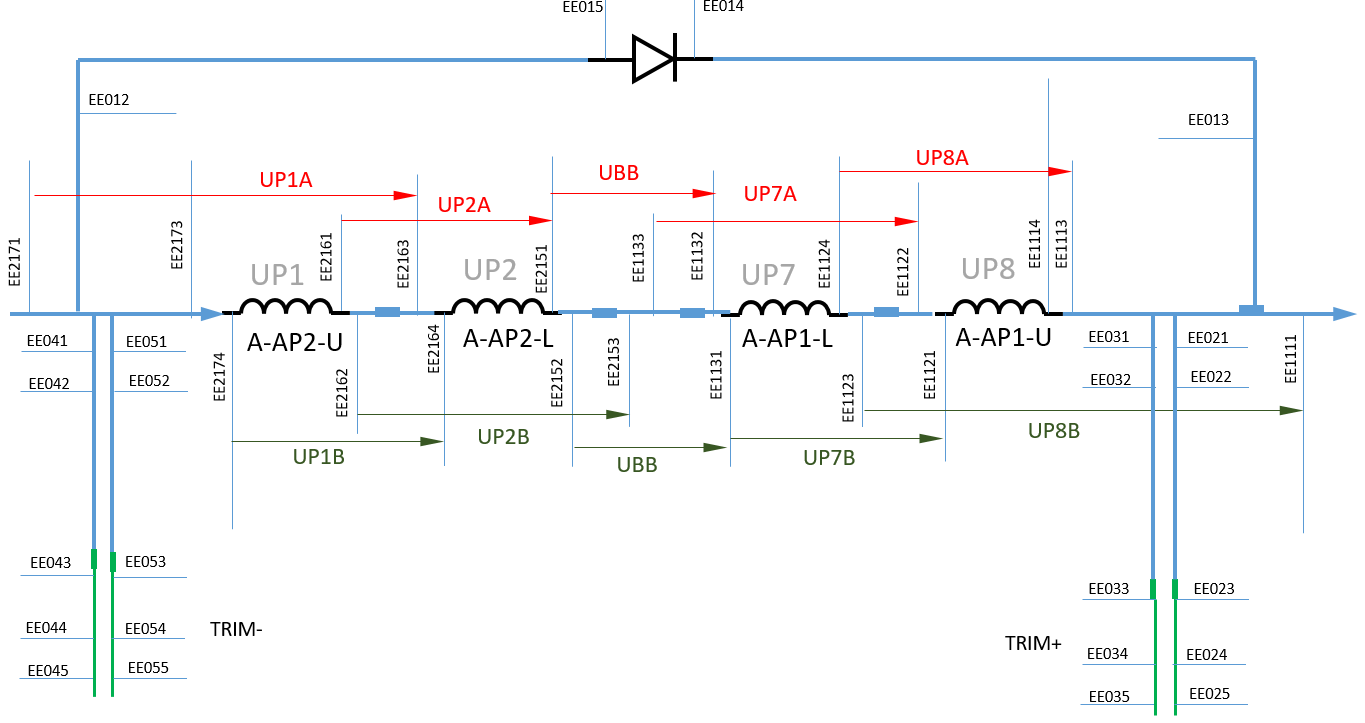 EE015
EE014
EE012
EE013
UP1A
UP2A
UBB
UP7A
UP8A
EE2171
EE2173
EE2161
EE2163
EE2151
EE1133
EE1132
EE1124
EE1122
EE1114
EE1113
UP1
UP2
UP7
UP8
A-AP2-U
A-AP2-L
A-AP1-L
A-AP1-U
EE041
EE051
EE042
EE052
EE2174
EE2162
EE2164
EE2152
EE2153
EE1131
EE1123
EE1121
EE031
EE021
EE032
EE022
EE1111
UP1B
UP2B
UBB
UP7B
UP8B
EE043
EE053
EE044
EE054
TRIM-
EE045
EE055
EE033
EE023
TRIM+
EE034
EE024
EE035
EE025